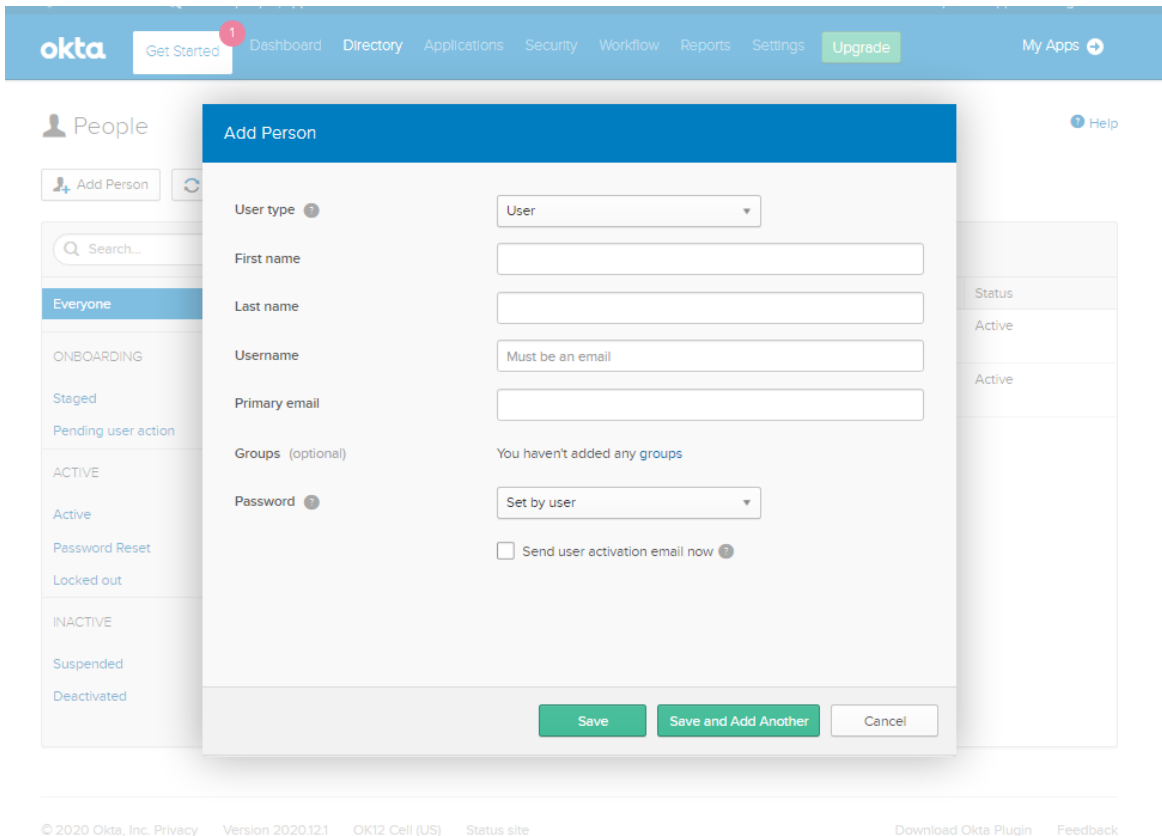 okta
Get Started
1
Dashboard
Directory
Applications
Security
Workflow
Reports
Settings
Upgrade
My Apps
People
Help
Add Person
Search...
Everyone
ONBOARDING
Staged
Pending user action
ACTIVE
Active
Password Reset
Locked out
INACTIVE
Suspended
Deactivated
Status
Active
Active
Add Person
User type ?
User
First name
Last name
Username
Must be an email
Primary email
Groups (optional)
You haven't added any groups
Password ?
Set by user
Send user activation email now ?
Save
Save and Add Another
Cancel
© 2020 Okta, Inc. Privacy
Version 2020.12.1
OK12 Cell (US)
Status site
Download Okta Plugin
Feedback